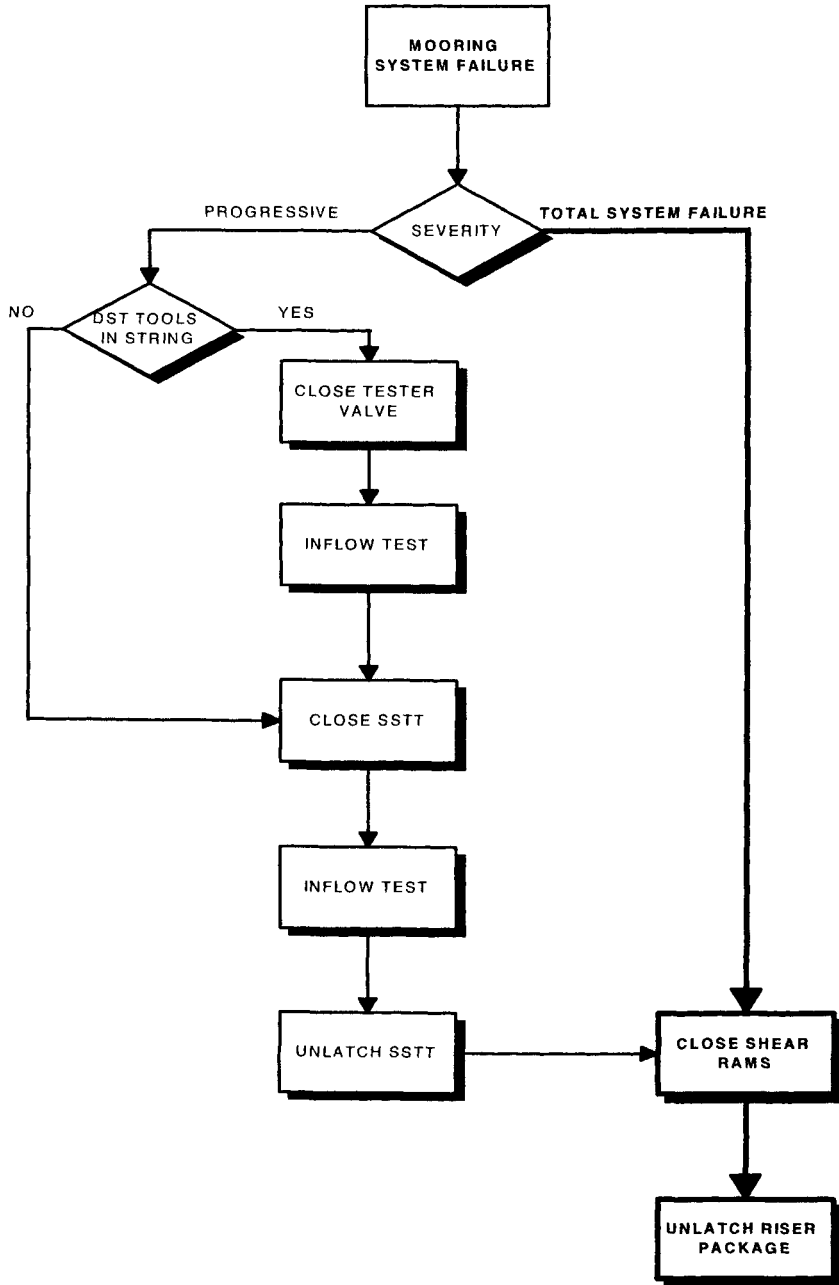 MOORING
SYSTEM FAILURE
PROGRESSIVE
SEVERITY
TOTAL SYSTEM FAILURE
NO
DST TOOLS
IN STRING
YES
CLOSE TESTER
VALVE
INFLOW TEST
CLOSE SSTT
INFLOW TEST
UNLATCH SSTT
CLOSE SHEAR
RAMS
UNLATCH RISER
PACKAGE